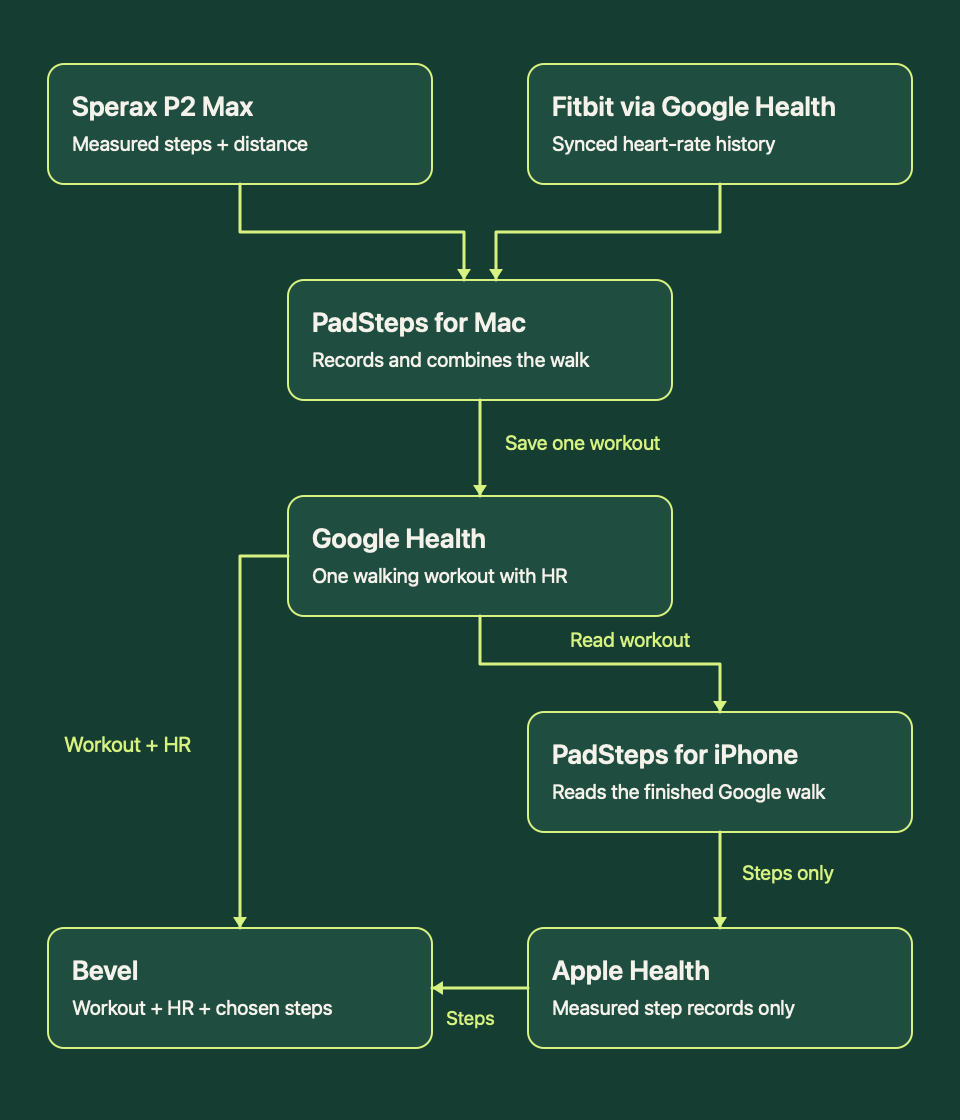 Sperax P2 Max
Measured steps + distance
Fitbit via Google Health
Synced heart-rate history
PadSteps for Mac
Records and combines the walk
Save one workout
Google Health
One walking workout with HR
Read workout
Workout + HR
PadSteps for iPhone
Reads the finished Google walk
Steps only
Bevel
Workout + HR + chosen steps
Steps
Apple Health
Measured step records only